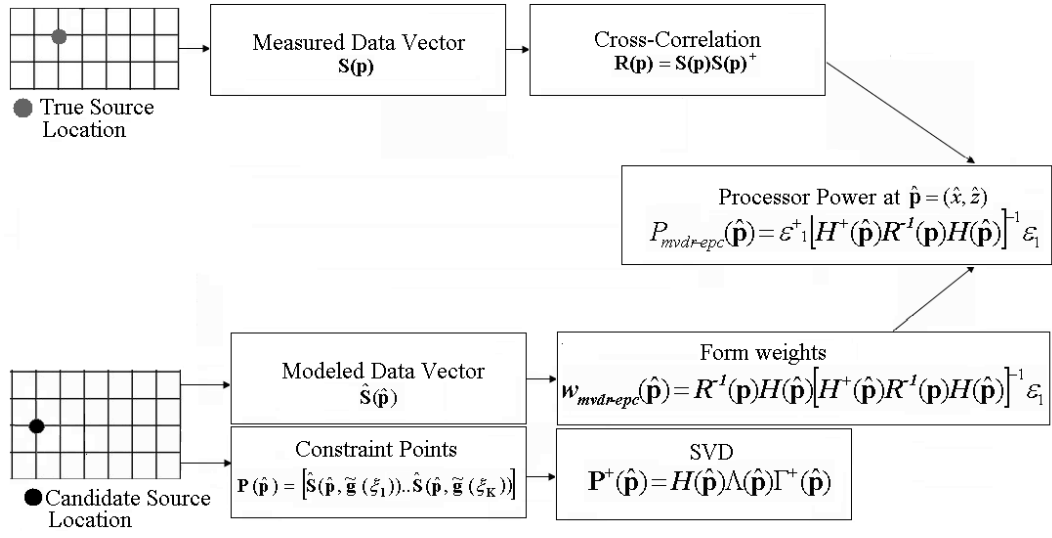 Measured Data Vector
S(p)
Cross-Correlation
R(p) = S(p)S(p)⁺
True Source
Location
Processor Power at p̂ = (x̂, ẑ)
P_mvdr-epc(p̂) = ε⁺₁[H⁺(p̂)R⁻¹(p)H(p̂)]⁻¹ε₁
Modeled Data Vector
Ŝ(p̂)
Form weights
w_mvdr-epc(p̂) = R⁻¹(p)H(p̂)[H⁺(p̂)R⁻¹(p)H(p̂)]⁻¹ε₁
Constraint Points
P(p̂) = [Ŝ(p̂, g̃(ξ₁))..Ŝ(p̂, g̃(ξ_K))]
SVD
P⁺(p̂) = H(p̂)Λ(p̂)Γ⁺(p̂)
Candidate Source
Location